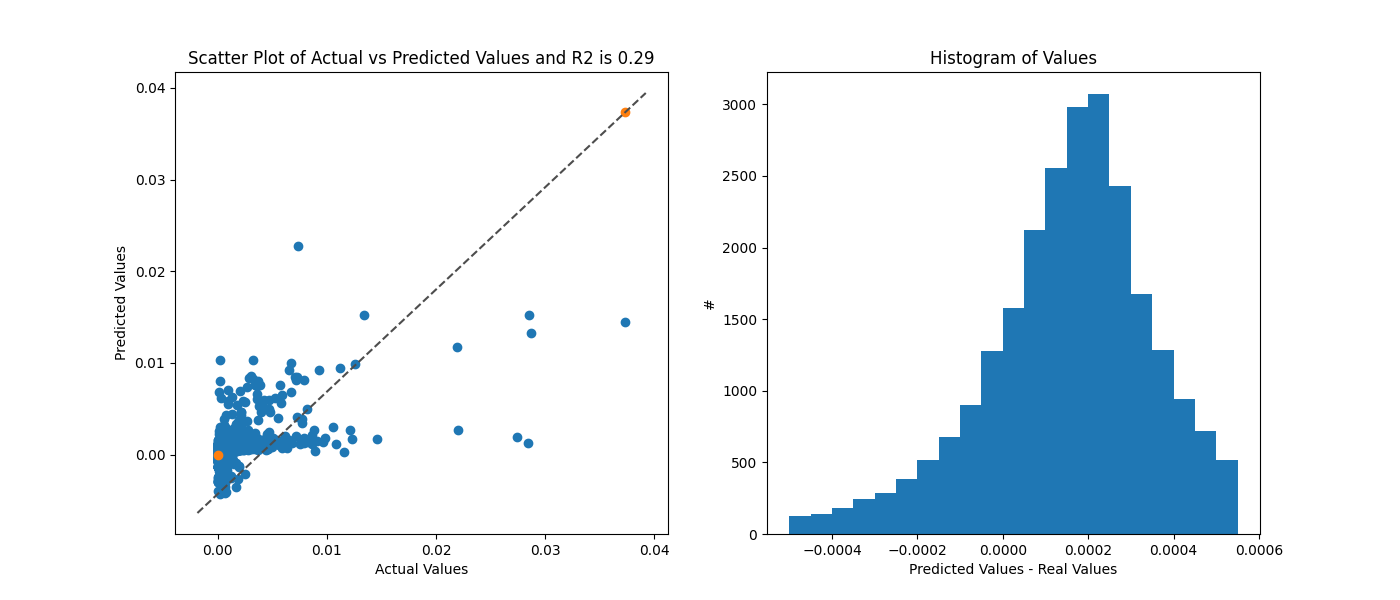 Scatter Plot of Actual vs Predicted Values and R2 is 0.29
0.04
0.03
0.02
0.01
0.00
Predicted Values
0.00 0.01 0.02 0.03 0.04
Actual Values
Histogram of Values
3000
2500
2000
1500
1000
500
0
#
−0.0004 −0.0002 0.0000 0.0002 0.0004 0.0006
Predicted Values - Real Values